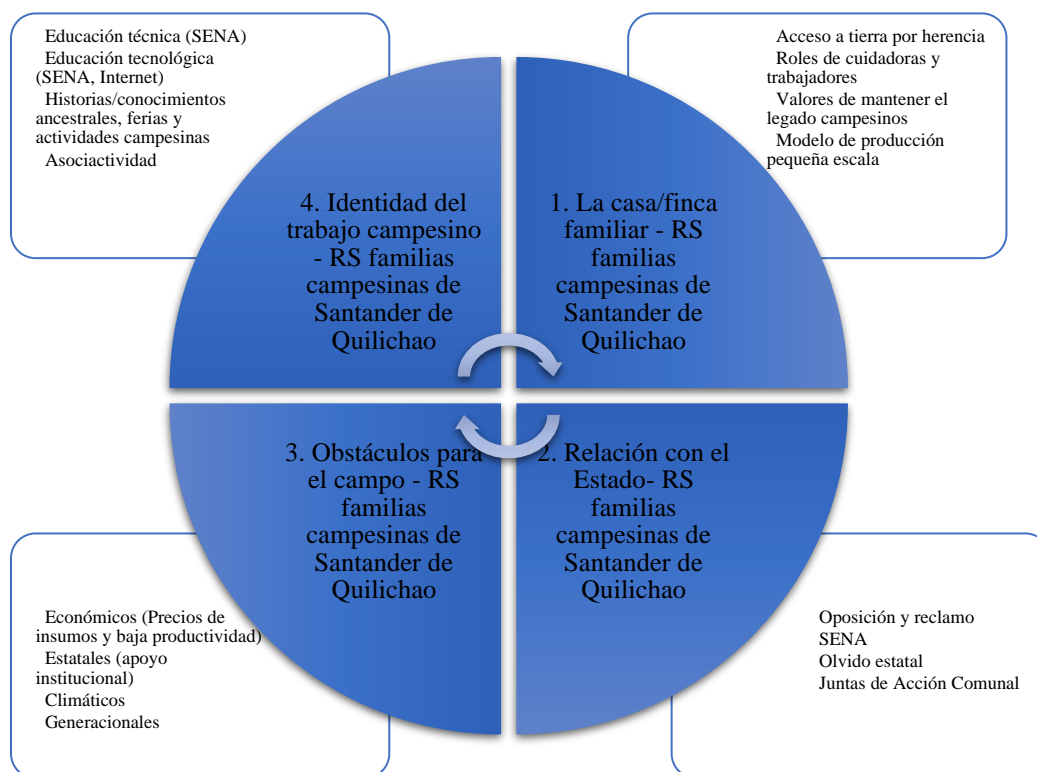 Educación técnica (SENA)
Educación tecnológica
(SENA, Internet)
Historias/conocimientos
ancestrales, ferias y
actividades campesinas
Asociactividad
Acceso a tierra por herencia
Roles de cuidadoras y
trabajadores
Valores de mantener el
legado campesinos
Modelo de producción
pequeña escala
4. Identidad del
trabajo campesino
- RS familias
campesinas de
Santander de
Quilichao
1. La casa/finca
familiar - RS
familias
campesinas de
Santander de
Quilichao
3. Obstáculos para
el campo - RS
familias
campesinas de
Santander de
Quilichao
2. Relación con el
Estado- RS
familias
campesinas de
Santander de
Quilichao
Económicos (Precios de
insumos y baja productividad)
Estatales (apoyo
institucional)
Climáticos
Generacionales
Oposición y reclamo
SENA
Olvido estatal
Juntas de Acción Comunal